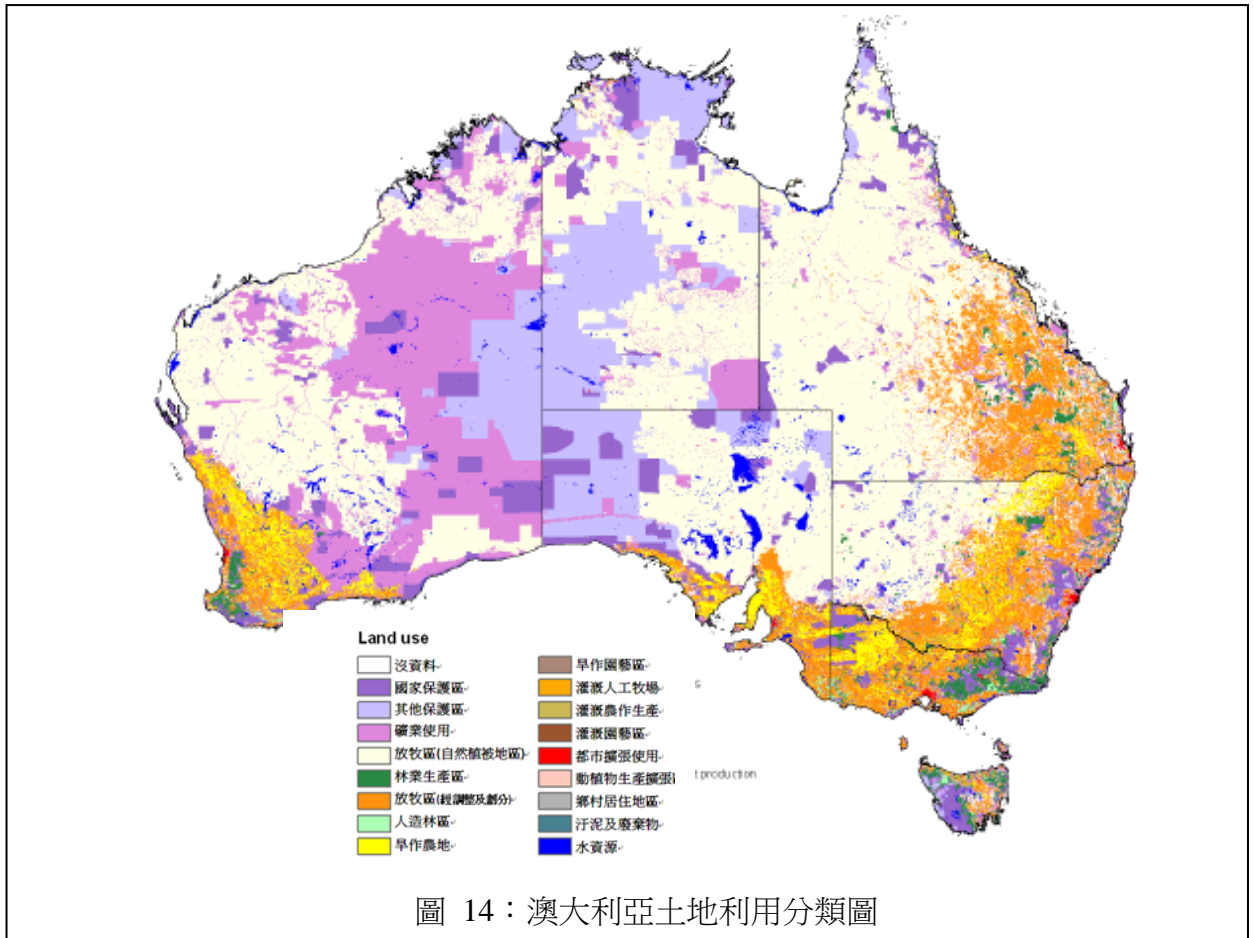 Land use
沒資料
國家保護區
其他保護區
礦業使用
放牧區(自然植被地區)
林業生產區
放牧區(經調整及劃分)
人造林區
旱作農地
旱作園藝區
灌溉人工牧場
灌溉農作生產
灌溉園藝區
都市擴張使用
動植物生產擴張
t production
鄉村居住地區
汙泥及廢棄物
水資源
圖 14：澳大利亞土地利用分類圖